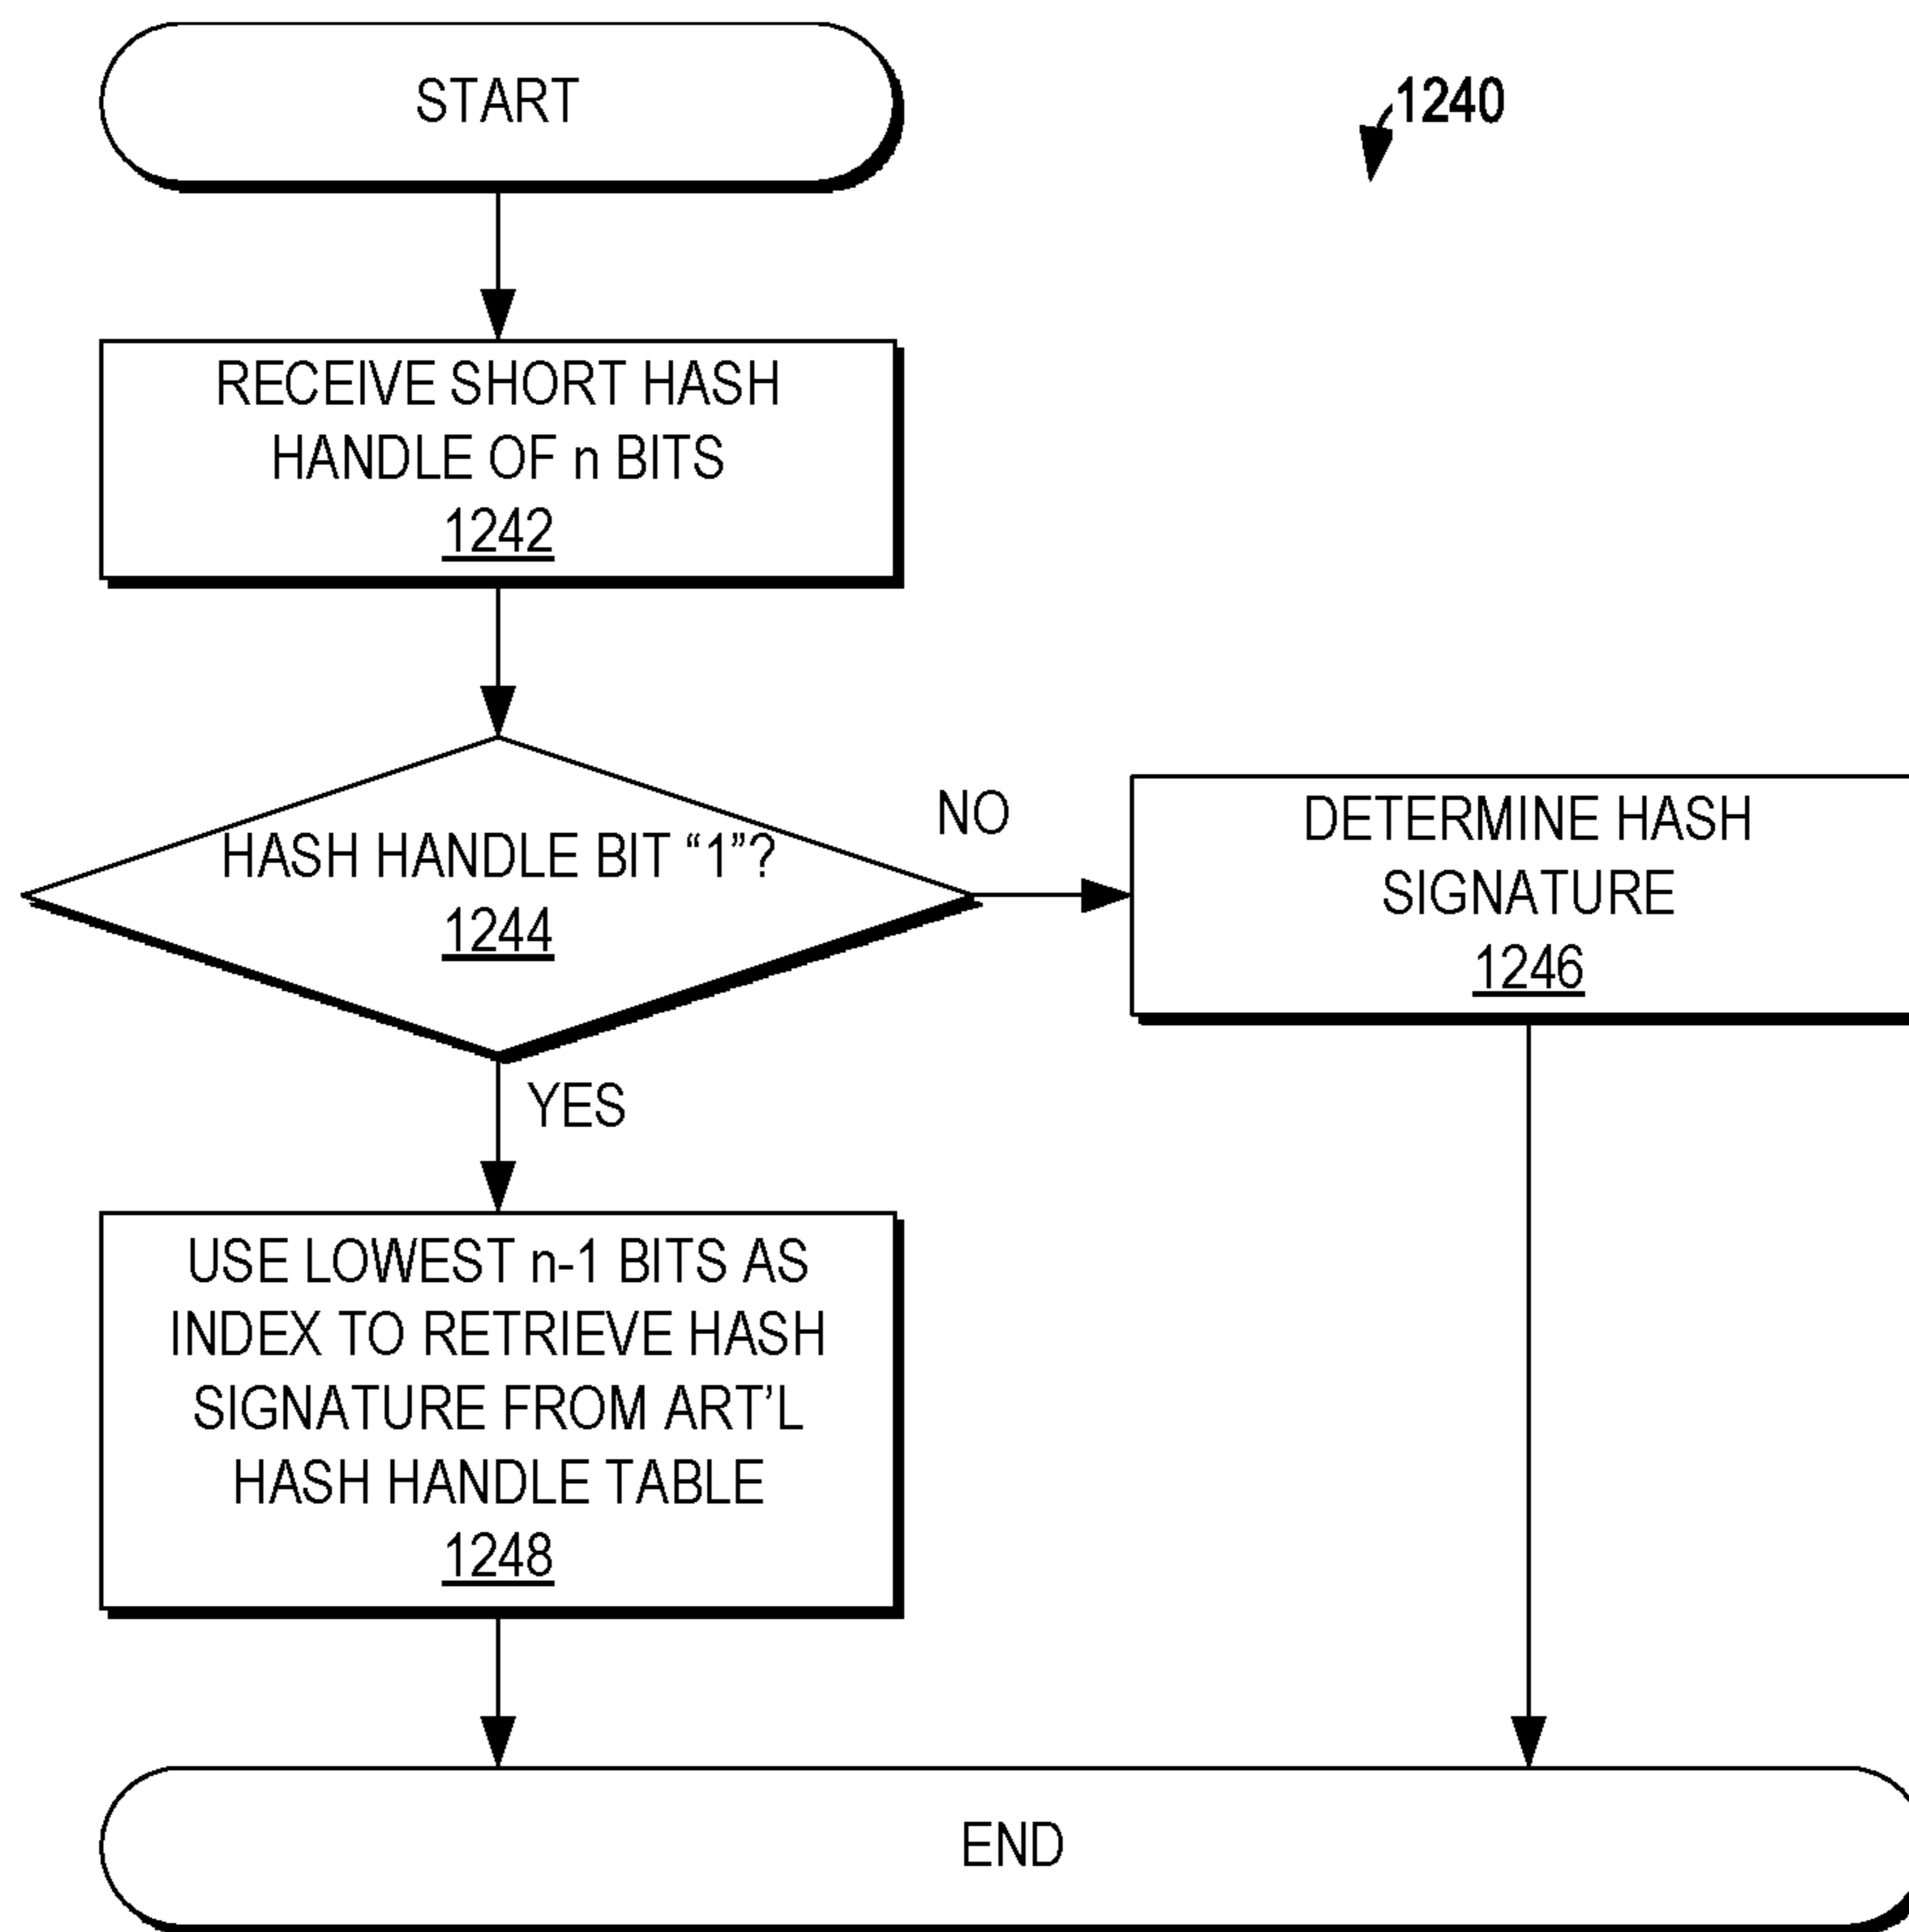 START
1240
RECEIVE SHORT HASH
HANDLE OF n BITS
1242
HASH HANDLE BIT “1”?
1244
NO
DETERMINE HASH
SIGNATURE
1246
YES
USE LOWEST n-1 BITS AS
INDEX TO RETRIEVE HASH
SIGNATURE FROM ART’L
HASH HANDLE TABLE
1248
END